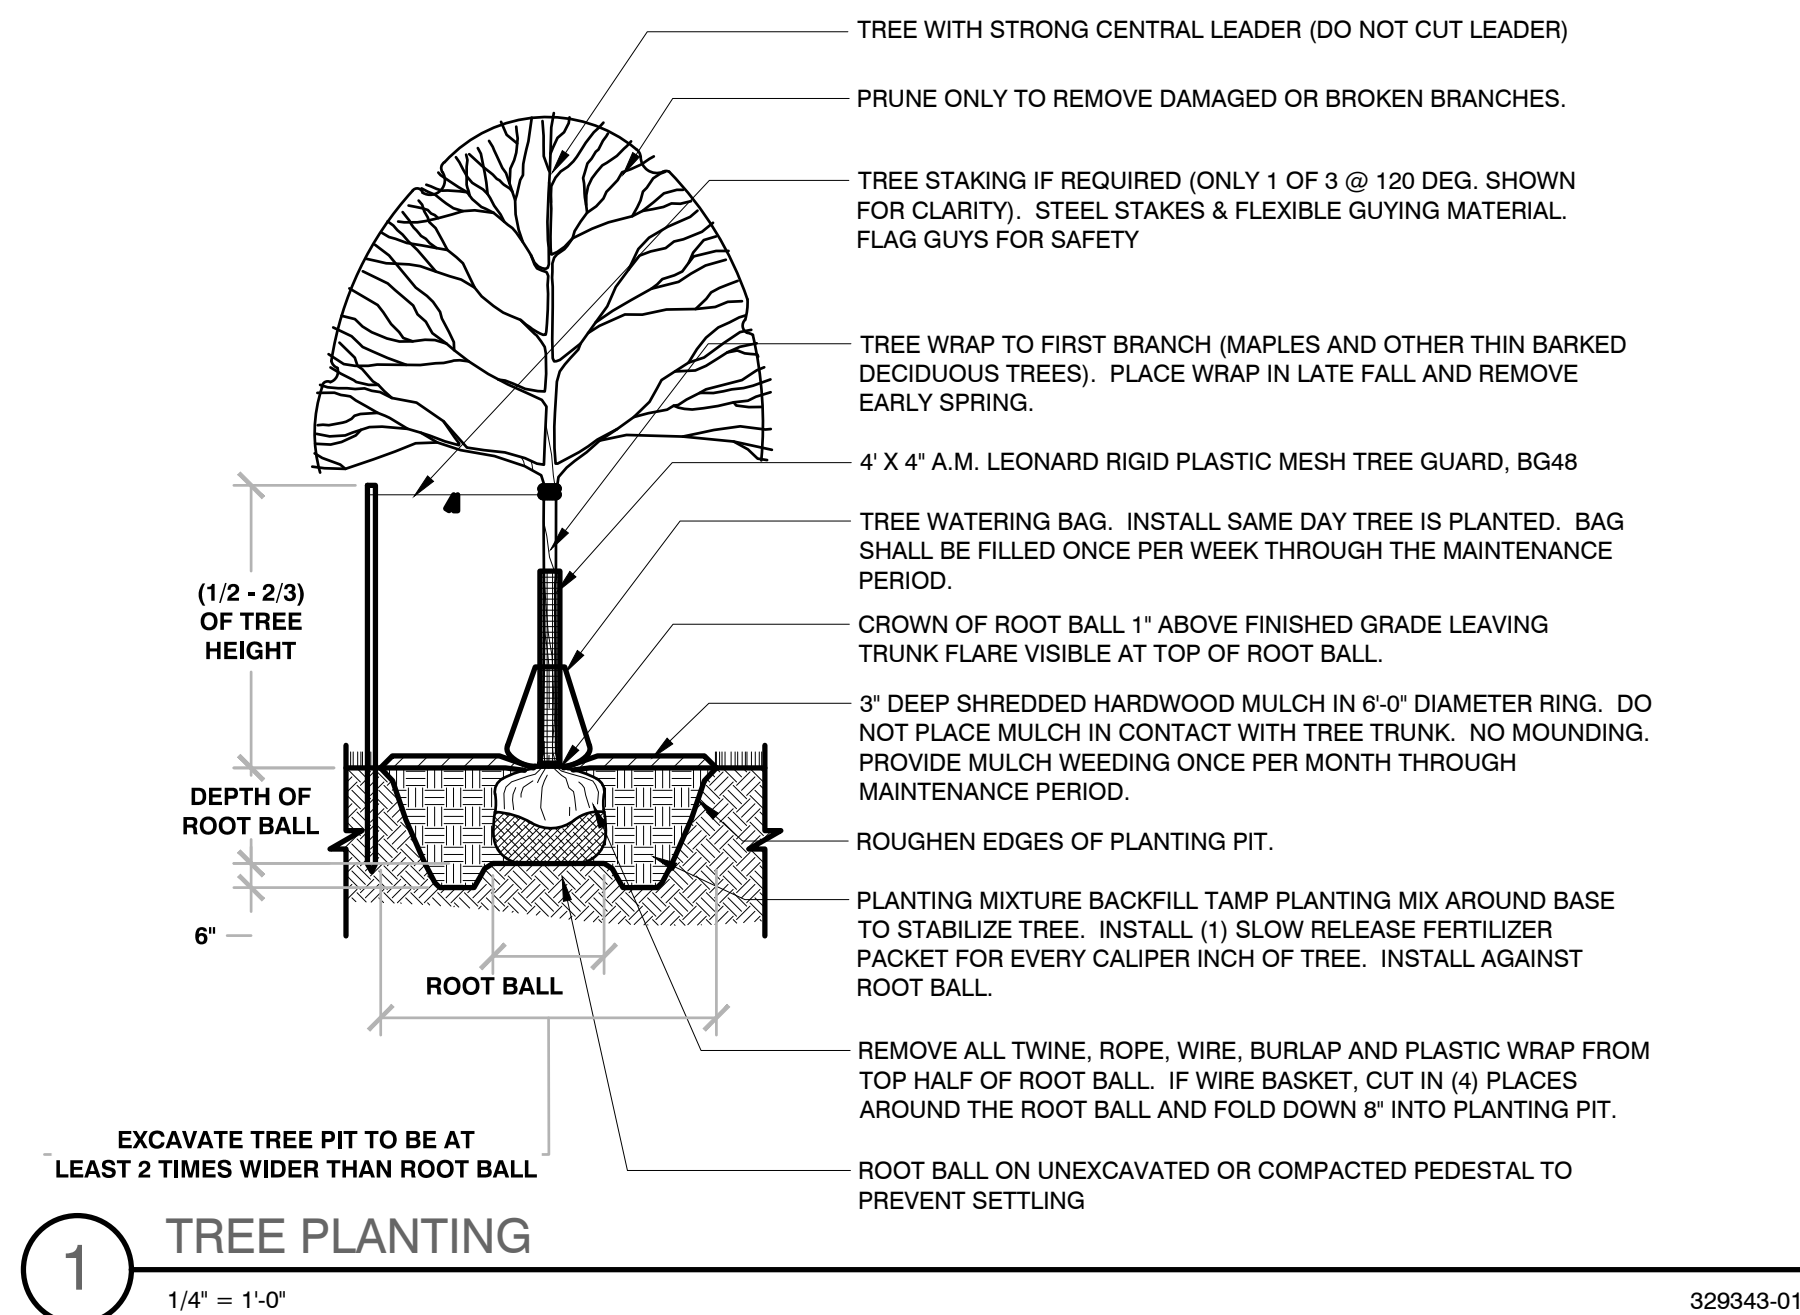 TREE WITH STRONG CENTRAL LEADER (DO NOT CUT LEADER)
PRUNE ONLY TO REMOVE DAMAGED OR BROKEN BRANCHES.
TREE STAKING IF REQUIRED (ONLY 1 OF 3 @ 120 DEG. SHOWN
FOR CLARITY). STEEL STAKES & FLEXIBLE GUYING MATERIAL.
FLAG GUYS FOR SAFETY
TREE WRAP TO FIRST BRANCH (MAPLES AND OTHER THIN BARKED
DECIDUOUS TREES). PLACE WRAP IN LATE FALL AND REMOVE
EARLY SPRING.
4' X 4" A.M. LEONARD RIGID PLASTIC MESH TREE GUARD, BG48
TREE WATERING BAG. INSTALL SAME DAY TREE IS PLANTED. BAG
SHALL BE FILLED ONCE PER WEEK THROUGH THE MAINTENANCE
PERIOD.
CROWN OF ROOT BALL 1" ABOVE FINISHED GRADE LEAVING
TRUNK FLARE VISIBLE AT TOP OF ROOT BALL.
3" DEEP SHREDDED HARDWOOD MULCH IN 6'-0" DIAMETER RING. DO
NOT PLACE MULCH IN CONTACT WITH TREE TRUNK. NO MOUNDING.
PROVIDE MULCH WEEDING ONCE PER MONTH THROUGH
MAINTENANCE PERIOD.
ROUGHEN EDGES OF PLANTING PIT.
PLANTING MIXTURE BACKFILL TAMP PLANTING MIX AROUND BASE
TO STABILIZE TREE. INSTALL (1) SLOW RELEASE FERTILIZER
PACKET FOR EVERY CALIPER INCH OF TREE. INSTALL AGAINST
ROOT BALL.
REMOVE ALL TWINE, ROPE, WIRE, BURLAP AND PLASTIC WRAP FROM
TOP HALF OF ROOT BALL. IF WIRE BASKET, CUT IN (4) PLACES
AROUND THE ROOT BALL AND FOLD DOWN 8" INTO PLANTING PIT.
ROOT BALL ON UNEXCAVATED OR COMPACTED PEDESTAL TO
PREVENT SETTLING
(1/2 - 2/3)
OF TREE
HEIGHT
DEPTH OF
ROOT BALL
6"
ROOT BALL
EXCAVATE TREE PIT TO BE AT
LEAST 2 TIMES WIDER THAN ROOT BALL
1
TREE PLANTING
1/4" = 1'-0"
329343-01